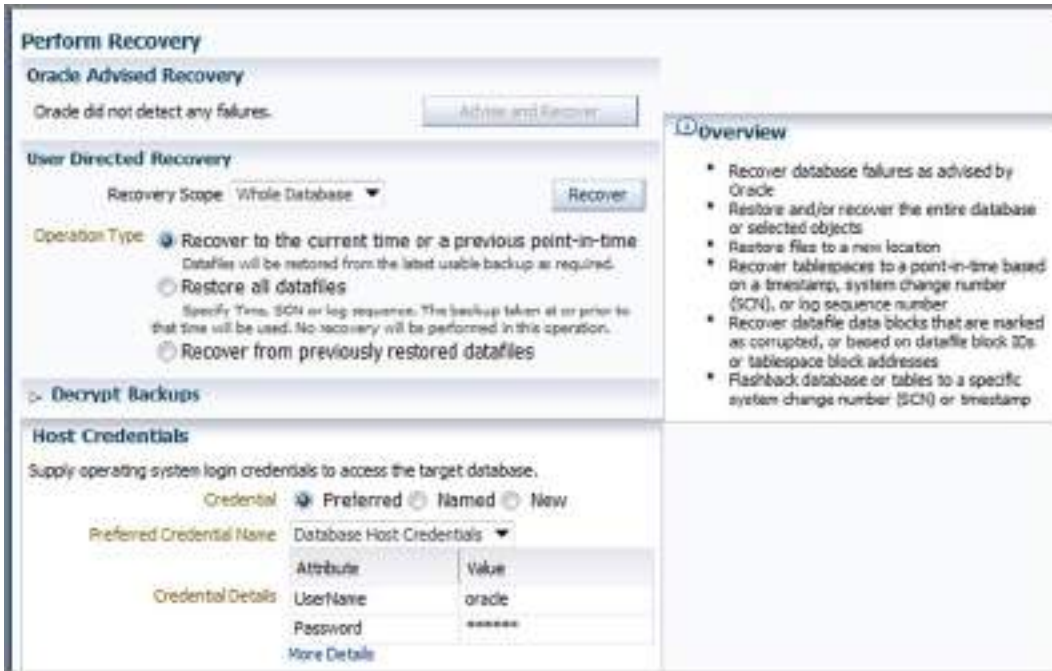 Perform Recovery
Oracle Advised Recovery
Oracle did not detect any failures.
Advise and Recover
User Directed Recovery
Recovery Scope Whole Database
Recover
Operation Type Recover to the current time or a previous point-in-time
Datafiles will be restored from the latest usable backup as required.
Restore all datafiles
Specify Time, SCN or log sequence. The backup taken at or prior to
that time will be used. No recovery will be performed in this operation.
Recover from previously restored datafiles
Decrypt Backups
Host Credentials
Supply operating system login credentials to access the target database.
Credential Preferred Named New
Preferred Credential Name Database Host Credentials
Attribute Value
Credential Details UserName oracle
Password ******
More Details
Overview
• Recover database failures as advised by
Oracle
• Restore and/or recover the entire database
or selected objects
• Restore files to a new location
• Recover tablespaces to a point-in-time based
on a timestamp, system change number
(SCN), or log sequence number
• Recover datafile data blocks that are marked
as corrupted, or based on datafile block IDs
or tablespace block addresses
• Flashback database or tables to a specific
system change number (SCN) or timestamp